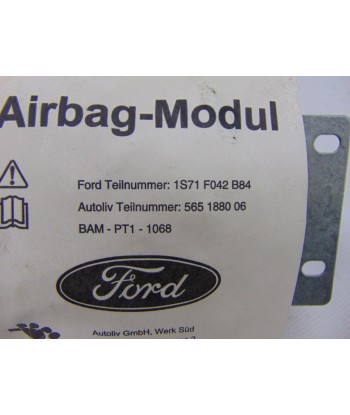 Airbag-Modul
Ford Teilnummer: 1S71 F042 B84
Autoliv Teilnummer: 565 1880 06
BAM - PT1 - 1068
Ford
Autoliv GmbH, Werk Süd